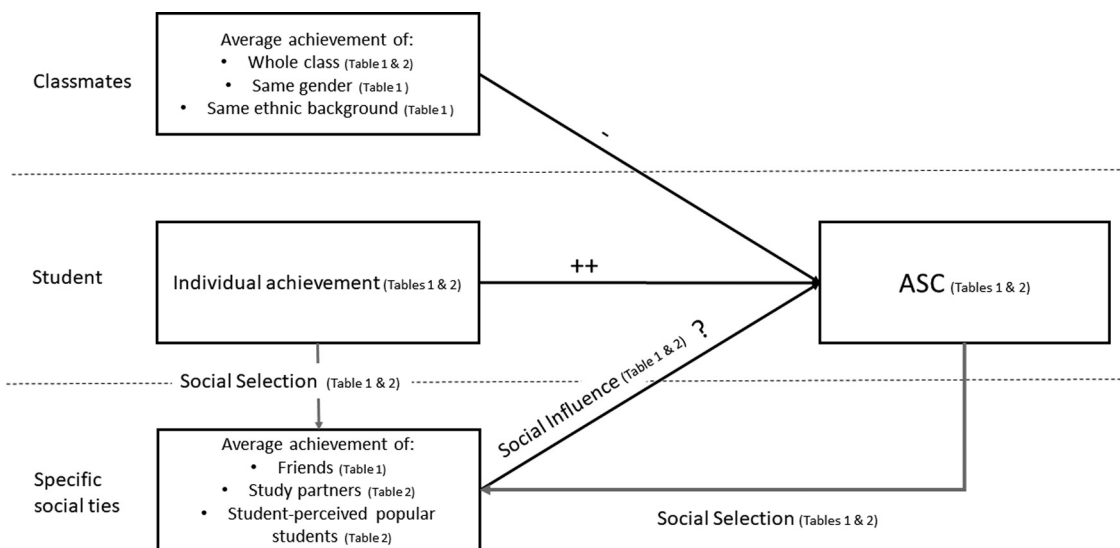 Classmates
Average achievement of:
• Whole class (Table 1 & 2)
• Same gender (Table 1)
• Same ethnic background (Table 1)
-
Student
Individual achievement (Tables 1 & 2)
++
ASC (Tables 1 & 2)
Social Selection (Table 1 & 2)
Social Influence (Table 1 & 2) ?
Specific
social ties
Average achievement of:
• Friends (Table 1)
• Study partners (Table 2)
• Student-perceived popular
students (Table 2)
Social Selection (Tables 1 & 2)